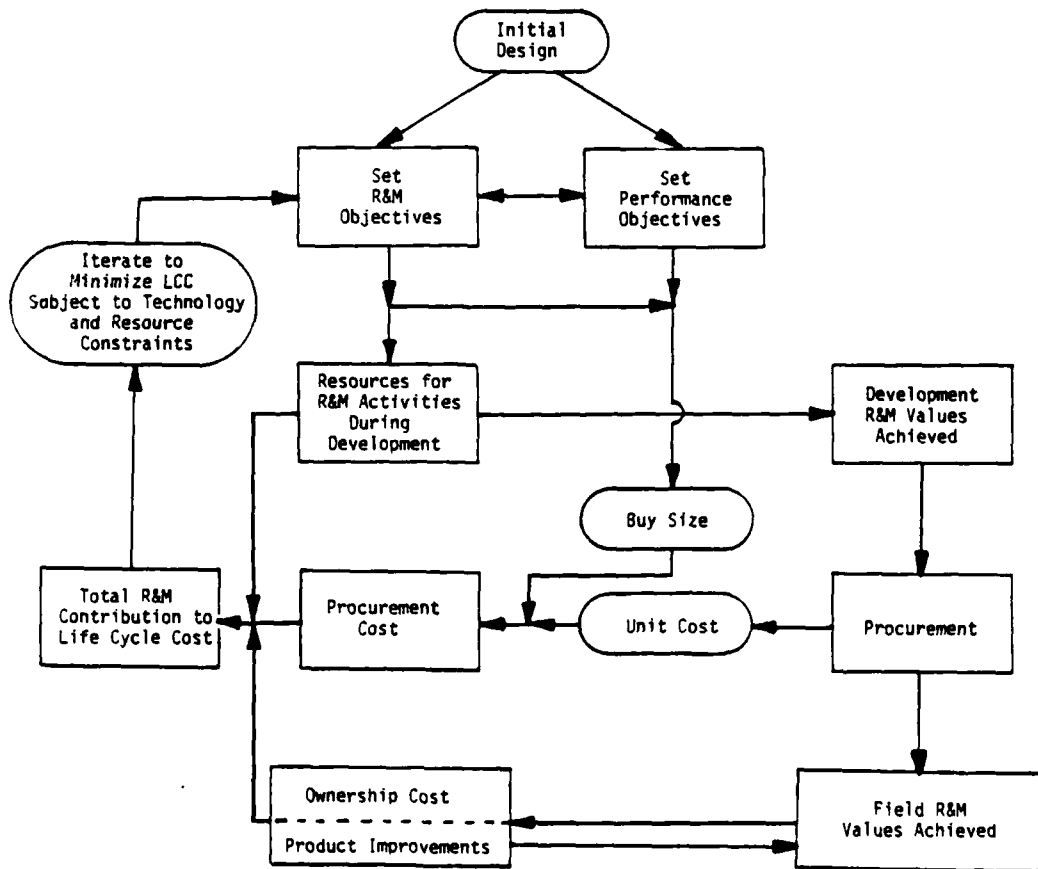 Initial
Design
Set
R&M
Objectives
Set
Performance
Objectives
Iterate to
Minimize LCC
Sabject to Technology
and Resource
Constraints
Resources for
R&M Activities
During
Development
Development
R&M Values
Achieved
Buy Size
Total R&M
Contribution to
Life Cycle Cost
Procurement
Cost
Unit Cost
Procurement
Ownership Cost
Product Improvements
Field R&M
Values Achieved